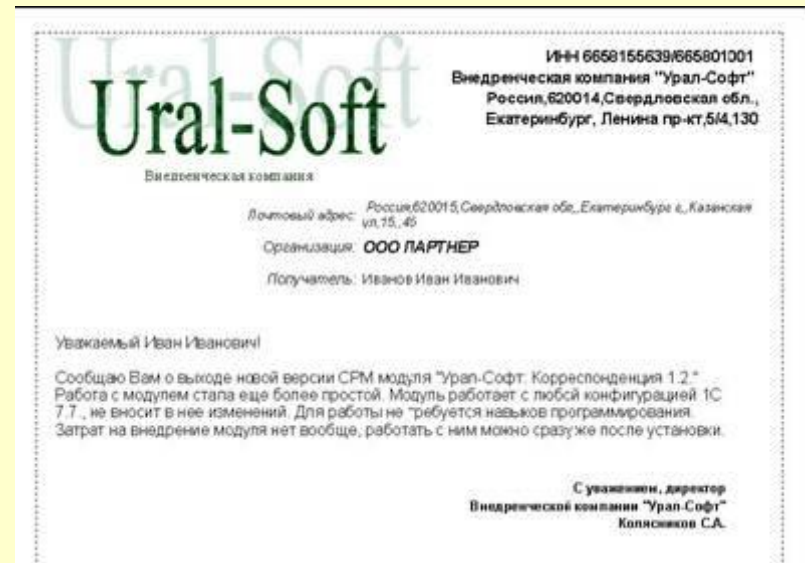 Ural-Soft
Ural-Soft
Внедренческая компания
ИНН 6658155639/665801001
Внедренческая компания "Урал-Софт"
Россия,620014,Свердловская обл.,
Екатеринбург, Ленина пр-кт,5/4,130
Почтовый адрес: Россия,620015,Свердловская обл,,Екатеринбург г,,Казанская
ул,15,,45
Организация: ООО ПАРТНЕР
Получатель: Иванов Иван Иванович
Уважаемый Иван Иванович!
Сообщаю Вам о выходе новой версии СРМ модуля "Урал-Софт: Корреспонденция 1.2."
Работа с модулем стала еще более простой. Модуль работает с любой конфигурацией 1С
7.7., не вносит в нее изменений. Для работы не требуется навыков программирования.
Затрат на внедрение модуля нет вообще, работать с ним можно сразу же после установки.
С уважением, директор
Внедренческой компании "Урал-Софт"
Колясников С.А.